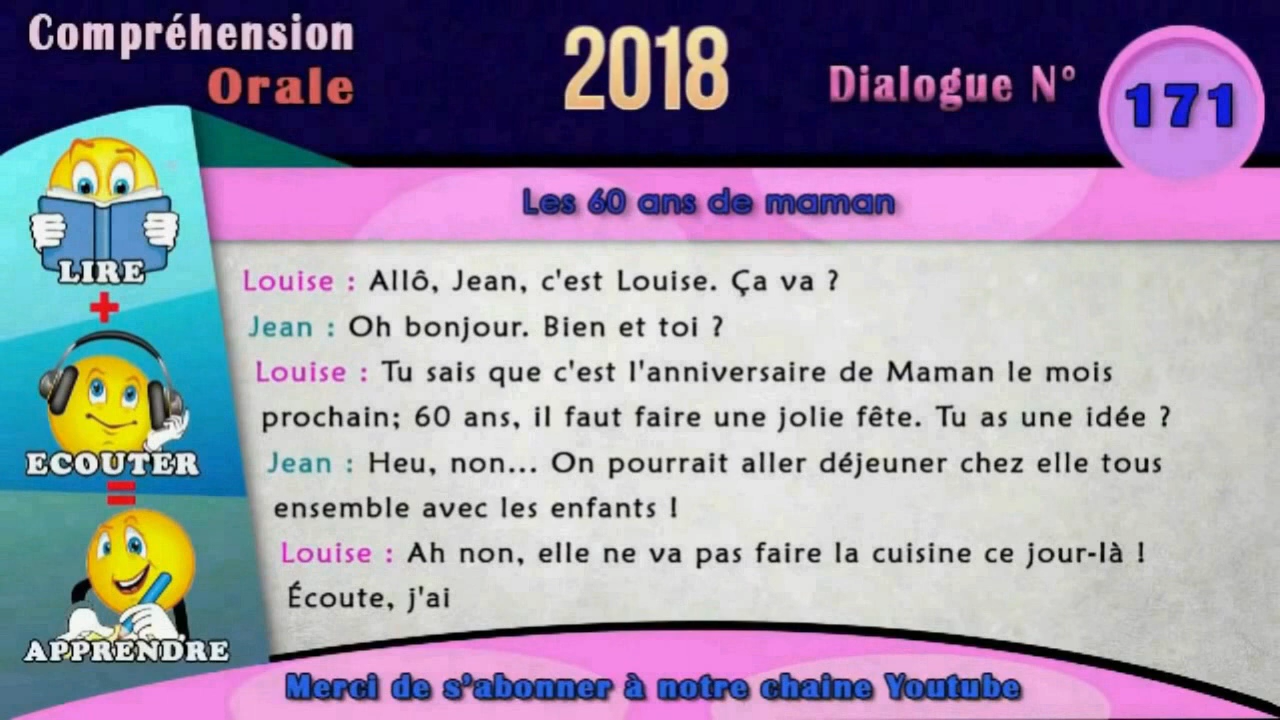 Compréhension
Orale
2018
Dialogue N°
171
LIRE
+
ECOUTER
=
APPRENDRE
Les 60 ans de maman
Louise : Allô, Jean, c'est Louise. Ça va ?
Jean : Oh bonjour. Bien et toi ?
Louise : Tu sais que c'est l'anniversaire de Maman le mois
prochain; 60 ans, il faut faire une jolie fête. Tu as une idée ?
Jean : Heu, non... On pourrait aller déjeuner chez elle tous
ensemble avec les enfants !
Louise : Ah non, elle ne va pas faire la cuisine ce jour-là !
Écoute, j'ai
Merci de s'abonner à notre chaine Youtube